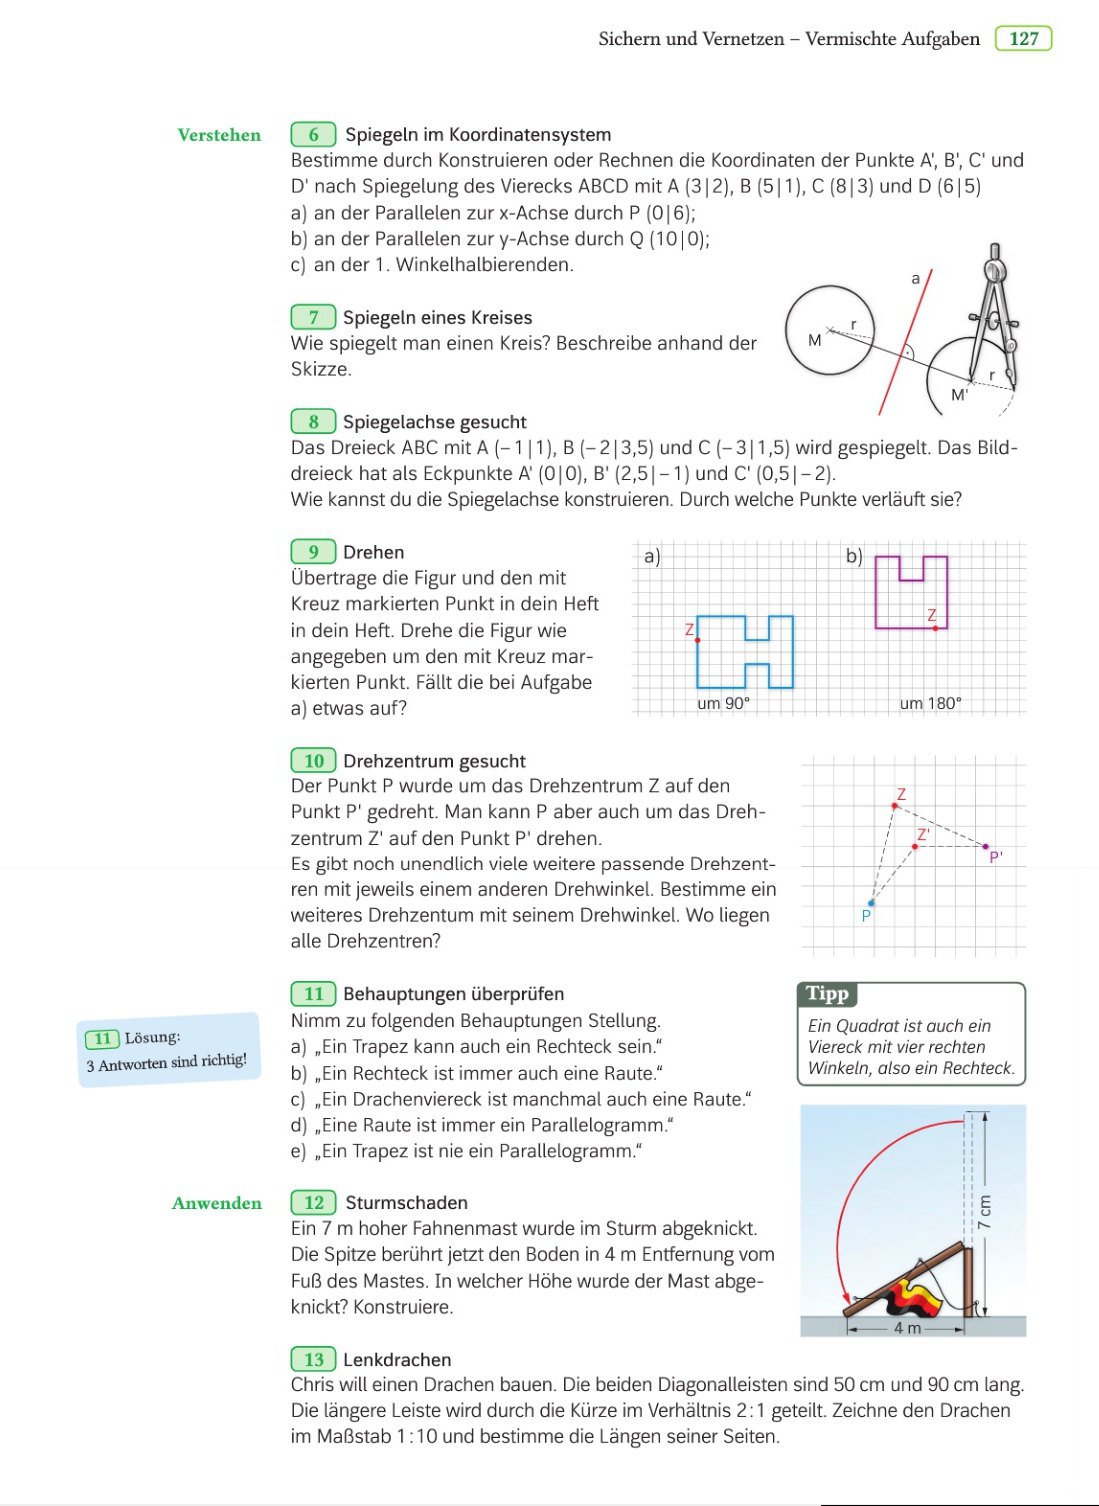 Sichern und Vernetzen – Vermischte Aufgaben 127
Verstehen
6 Spiegeln im Koordinatensystem
Bestimme durch Konstruieren oder Rechnen die Koordinaten der Punkte A', B', C' und
D' nach Spiegelung des Vierecks ABCD mit A (3|2), B (5|1), C (8|3) und D (6|5)
a) an der Parallelen zur x-Achse durch P (0|6);
b) an der Parallelen zur y-Achse durch Q (10|0);
c) an der 1. Winkelhalbierenden.
7 Spiegeln eines Kreises
Wie spiegelt man einen Kreis? Beschreibe anhand der
Skizze.
a
r
M
r
M'
8 Spiegelachse gesucht
Das Dreieck ABC mit A (– 1|1), B (– 2|3,5) und C (– 3|1,5) wird gespiegelt. Das Bild-
dreieck hat als Eckpunkte A' (0|0), B' (2,5|– 1) und C' (0,5|– 2).
Wie kannst du die Spiegelachse konstruieren. Durch welche Punkte verläuft sie?
9 Drehen
Übertrage die Figur und den mit
Kreuz markierten Punkt in dein Heft
in dein Heft. Drehe die Figur wie
angegeben um den mit Kreuz mar-
kierten Punkt. Fällt die bei Aufgabe
a) etwas auf?
a)
b)
Z
Z
um 90°
um 180°
10 Drehzentrum gesucht
Der Punkt P wurde um das Drehzentrum Z auf den
Punkt P' gedreht. Man kann P aber auch um das Dreh-
zentrum Z' auf den Punkt P' drehen.
Es gibt noch unendlich viele weitere passende Drehzent-
ren mit jeweils einem anderen Drehwinkel. Bestimme ein
weiteres Drehzentum mit seinem Drehwinkel. Wo liegen
alle Drehzentren?
Z
Z'
P'
P
11 Behauptungen überprüfen
Nimm zu folgenden Behauptungen Stellung.
a) „Ein Trapez kann auch ein Rechteck sein.“
b) „Ein Rechteck ist immer auch eine Raute.“
c) „Ein Drachenviereck ist manchmal auch eine Raute.“
d) „Eine Raute ist immer ein Parallelogramm.“
e) „Ein Trapez ist nie ein Parallelogramm.“
11 Lösung:
3 Antworten sind richtig!
Tipp
Ein Quadrat ist auch ein
Viereck mit vier rechten
Winkeln, also ein Rechteck.
Anwenden
12 Sturmschaden
Ein 7 m hoher Fahnenmast wurde im Sturm abgeknickt.
Die Spitze berührt jetzt den Boden in 4 m Entfernung vom
Fuß des Mastes. In welcher Höhe wurde der Mast abge-
knickt? Konstruiere.
7 cm
4 m
13 Lenkdrachen
Chris will einen Drachen bauen. Die beiden Diagonalleisten sind 50 cm und 90 cm lang.
Die längere Leiste wird durch die Kürze im Verhältnis 2:1 geteilt. Zeichne den Drachen
im Maßstab 1:10 und bestimme die Längen seiner Seiten.